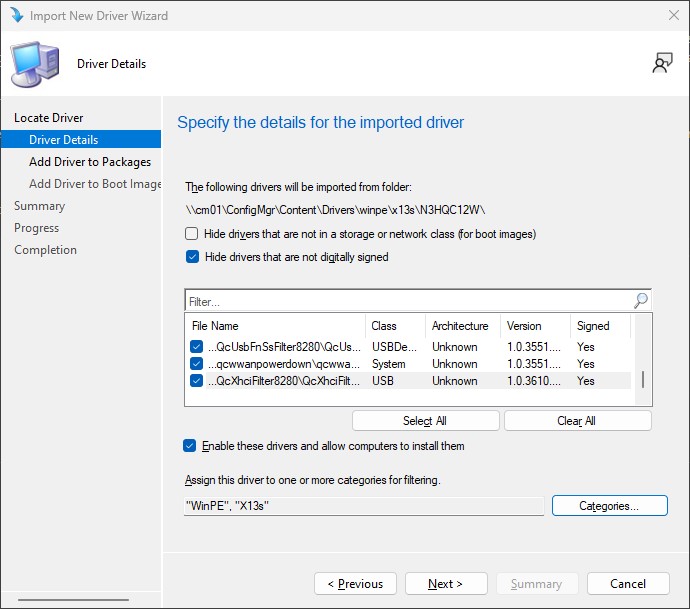 Import New Driver Wizard
Driver Details
Locate Driver
Driver Details
Add Driver to Packages
Add Driver to Boot Image
Summary
Progress
Completion
Specify the details for the imported driver
The following drivers will be imported from folder:
\\cm01\ConfigMgr\Content\Drivers\winpe\x13s\N3HQC12W\
Hide drivers that are not in a storage or network class (for boot images)
Hide drivers that are not digitally signed
Filter...
File Name Class Architecture Version Signed
...QcUsbFnSsFilter8280\QcUs... USBDe... Unknown 1.0.3551.... Yes
...qcwwanpowerdown\qcwwa... System Unknown 1.0.3551.... Yes
...QcXhciFilter8280\QcXhciFilt... USB Unknown 1.0.3610.... Yes
Select All Clear All
Enable these drivers and allow computers to install them
Assign this driver to one or more categories for filtering.
"WinPE", "X13s" Categories...
< Previous Next > Summary Cancel